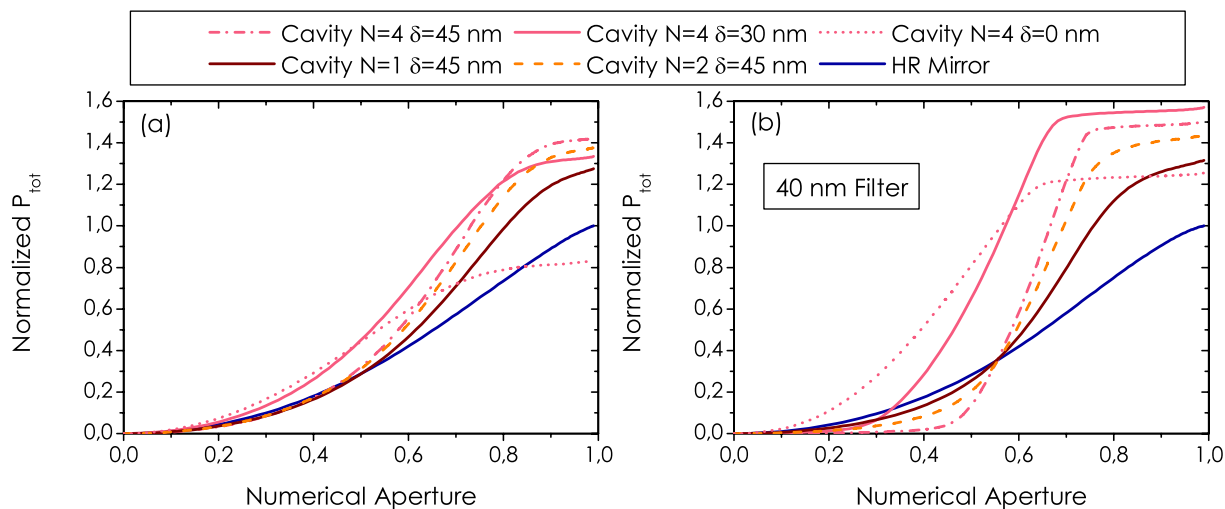 Cavity N=4 δ=45 nm Cavity N=4 δ=30 nm Cavity N=4 δ=0 nm
Cavity N=1 δ=45 nm Cavity N=2 δ=45 nm HR Mirror
(a)
Normalized P_tot
1,6
1,4
1,2
1,0
0,8
0,6
0,4
0,2
0,0
0,0 0,2 0,4 0,6 0,8 1,0
Numerical Aperture
(b)
40 nm Filter
Normalized P_tot
1,6
1,4
1,2
1,0
0,8
0,6
0,4
0,2
0,0
0,0 0,2 0,4 0,6 0,8 1,0
Numerical Aperture